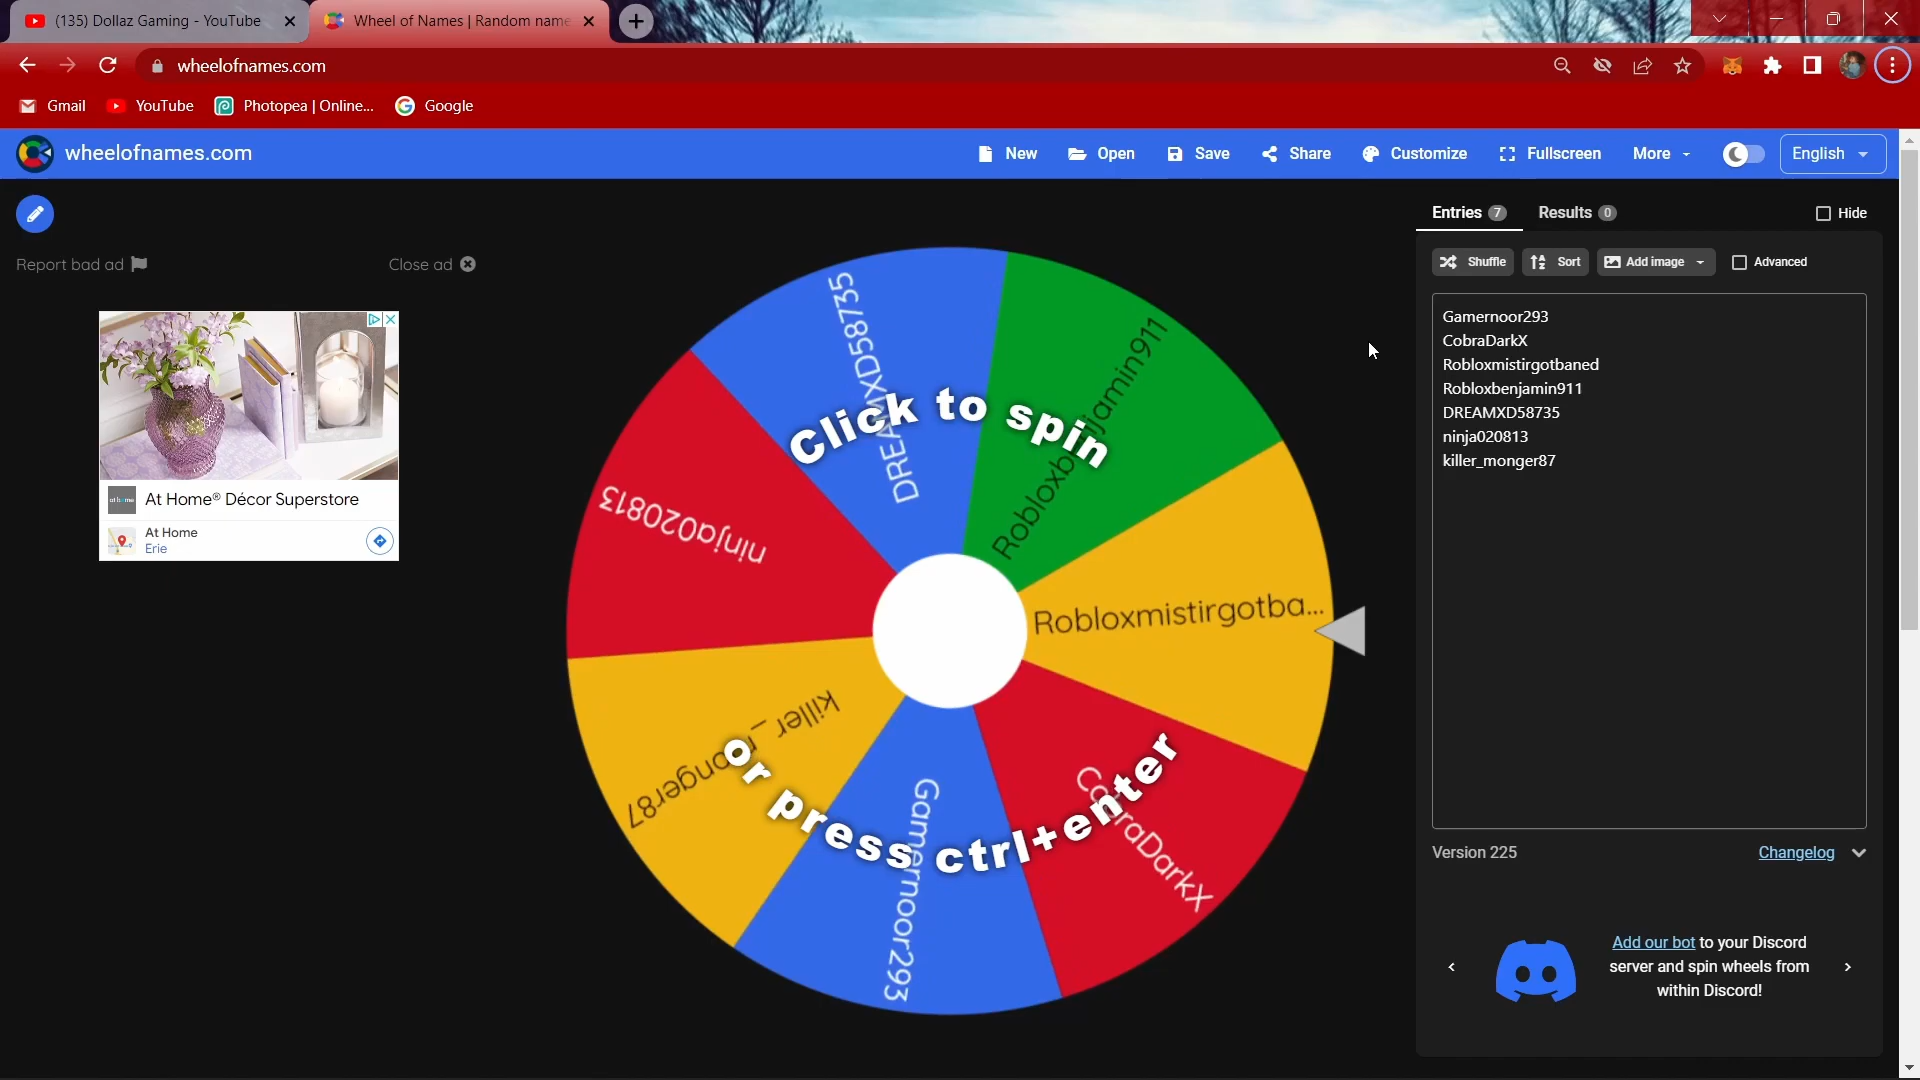 (135) Dollaz Gaming - YouTube
Wheel of Names | Random name
wheelofnames.com
Gmail
YouTube
Photopea | Online...
Google
wheelofnames.com
New
Open
Save
Share
Customize
Fullscreen
More
English
Report bad ad
Close ad
At Home® Décor Superstore
at home
At Home
Erie
DREAMXD58735
Robloxbenjamin911
Robloxmistirgotba...
CobraDarkX
Gamernoor293
killer_monger87
ninja020813
Click to spin
or press ctrl+enter
Entries 7
Results 0
Hide
Shuffle
Sort
Add image
Advanced
Gamernoor293
CobraDarkX
Robloxmistirgotbaned
Robloxbenjamin911
DREAMXD58735
ninja020813
killer_monger87
Version 225
Changelog
Add our bot to your Discord
server and spin wheels from
within Discord!